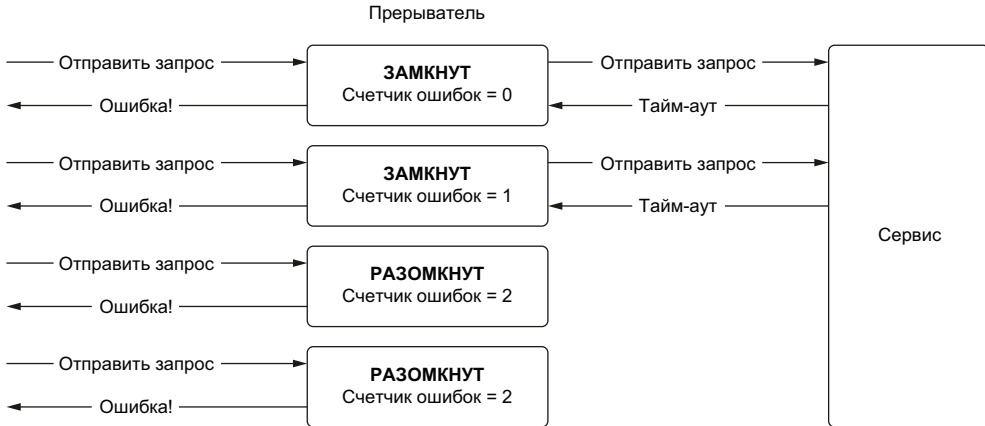 Прерыватель
Отправить запрос
ЗАМКНУТ
Счетчик ошибок = 0
Отправить запрос
Ошибка!
Тайм-аут
Отправить запрос
ЗАМКНУТ
Счетчик ошибок = 1
Отправить запрос
Ошибка!
Тайм-аут
Сервис
Отправить запрос
РАЗОМКНУТ
Счетчик ошибок = 2
Ошибка!
Отправить запрос
РАЗОМКНУТ
Счетчик ошибок = 2
Ошибка!